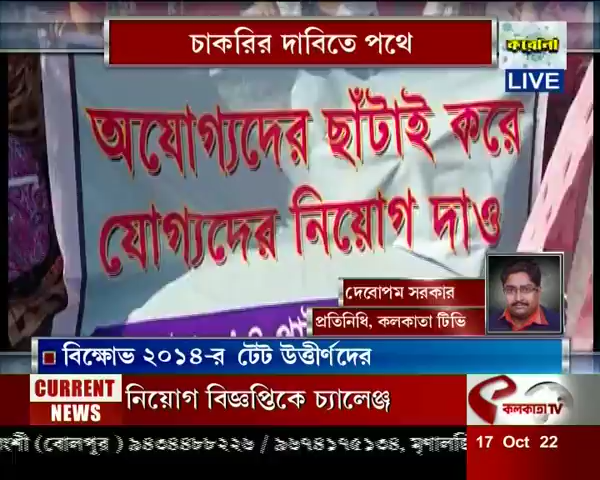 চাকরির দাবিতে পথে
করোনা
LIVE
অযোগ্যদের ছাঁটাই করে
যোগ্যদের নিয়োগ দাও
দেবোপম সরকার
প্রতিনিধি, কলকাতা টিভি
বিক্ষোভ ২০১৪-র টেট উত্তীর্ণদের
CURRENT NEWS
নিয়োগ বিজ্ঞপ্তিকে চ্যালেঞ্জ
কলকাতা TV
(বোলপুর) ৯৪৩৪৪৮৮২২৬ / ৯৬৭৪১৭৫১৩৪,
17 Oct 22